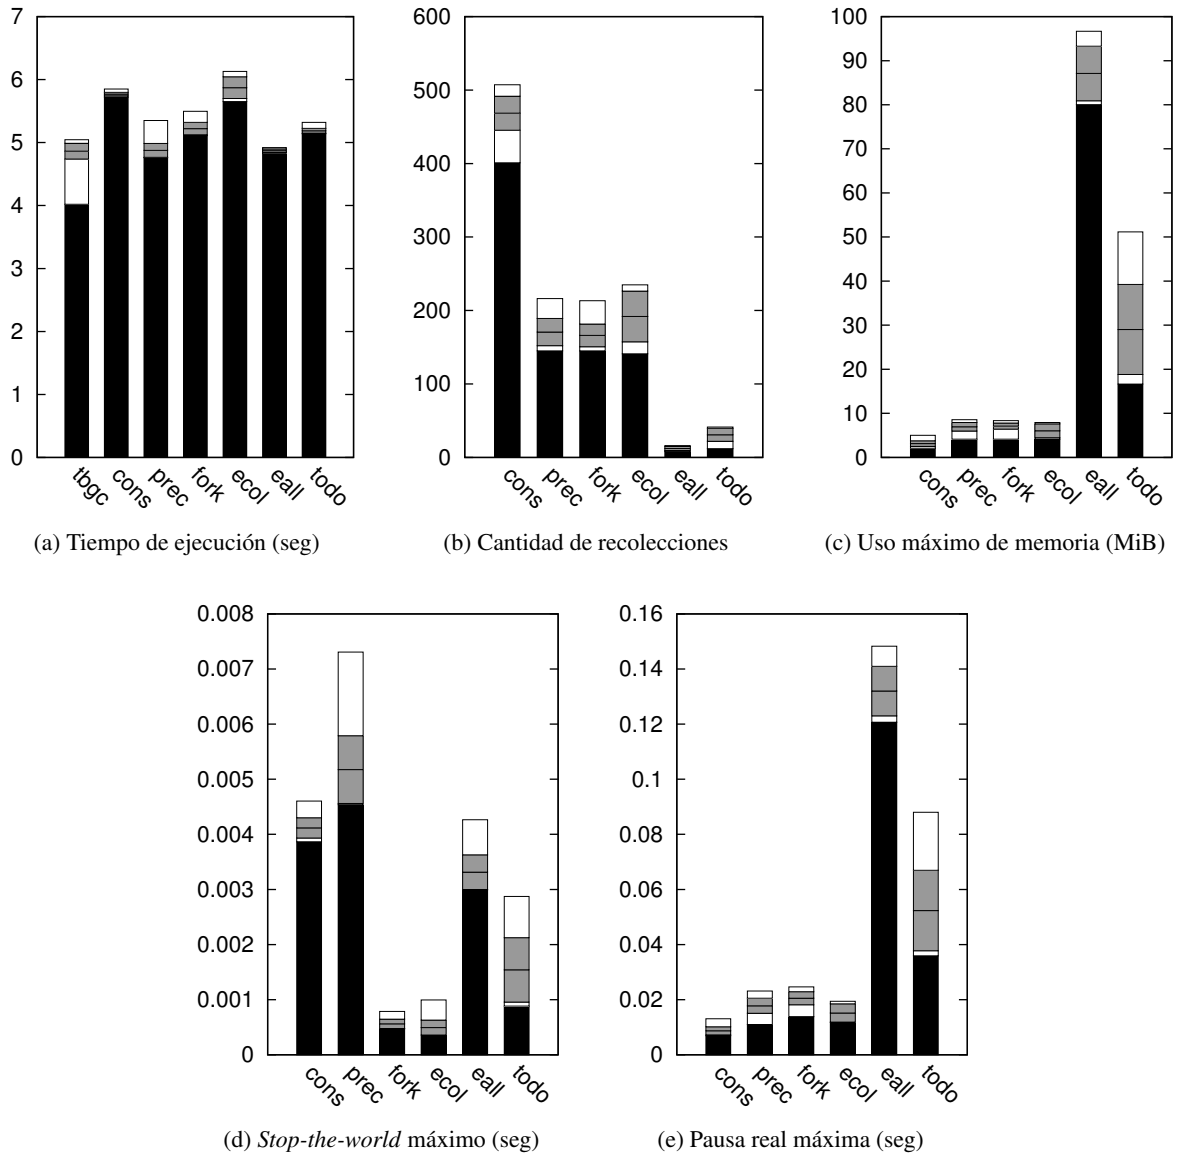 7
6
5
4
3
2
1
0
tbgc
cons
prec
fork
ecol
eall
todo
(a) Tiempo de ejecución (seg)
600
500
400
300
200
100
0
cons
prec
fork
ecol
eall
todo
(b) Cantidad de recolecciones
100
90
80
70
60
50
40
30
20
10
0
cons
prec
fork
ecol
eall
todo
(c) Uso máximo de memoria (MiB)
0.008
0.007
0.006
0.005
0.004
0.003
0.002
0.001
0
cons
prec
fork
ecol
eall
todo
(d) Stop-the-world máximo (seg)
0.16
0.14
0.12
0.1
0.08
0.06
0.04
0.02
0
cons
prec
fork
ecol
eall
todo
(e) Pausa real máxima (seg)